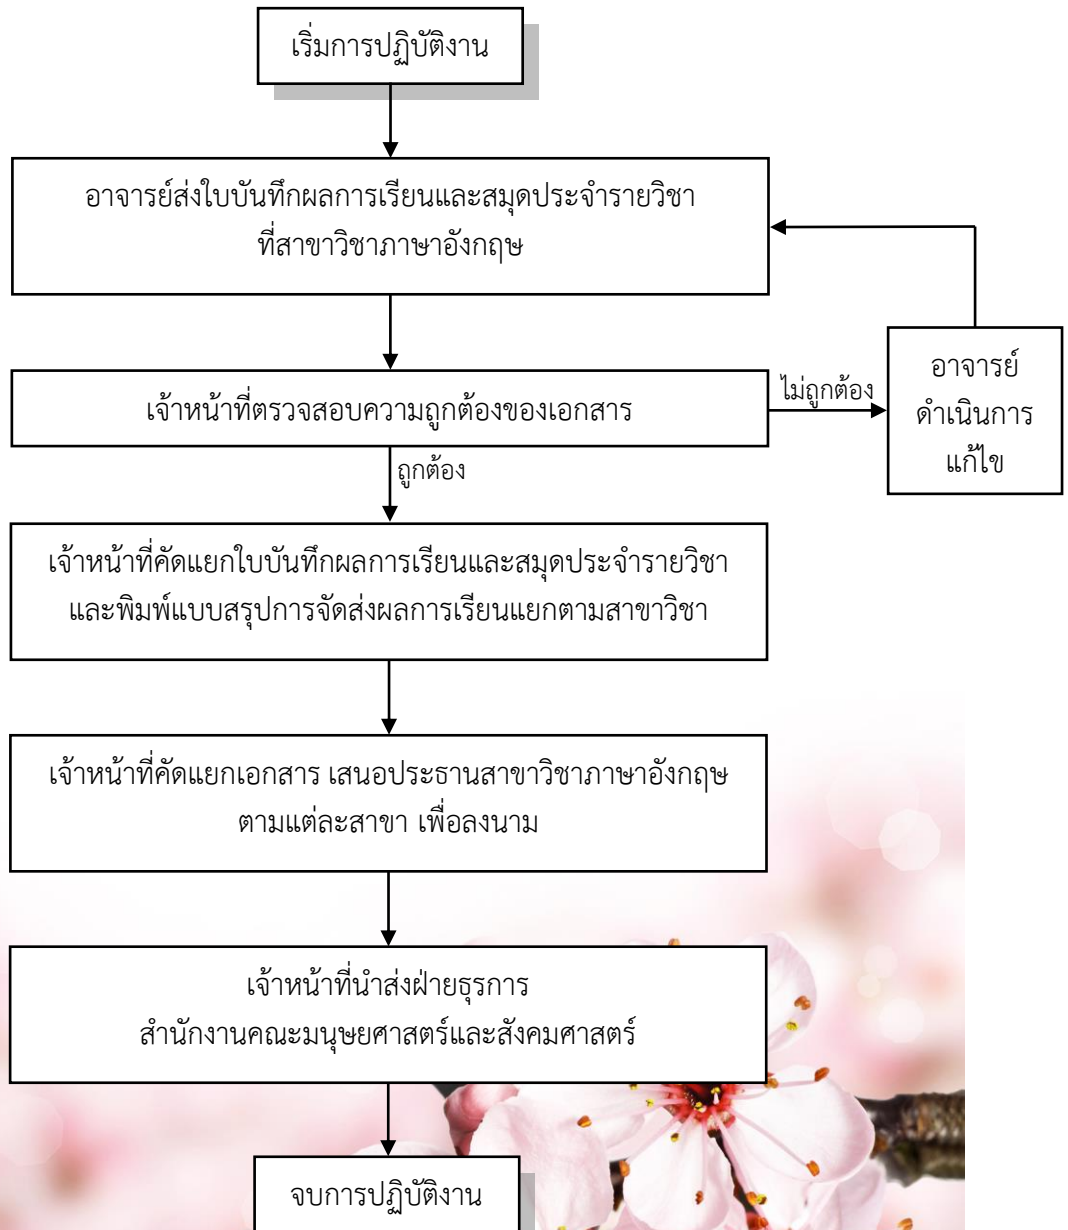 เริ่มการปฏิบัติงาน
อาจารย์ส่งใบบันทึกผลการเรียนและสมุดประจำรายวิชา
ที่สาขาวิชาภาษาอังกฤษ
เจ้าหน้าที่ตรวจสอบความถูกต้องของเอกสาร
ไม่ถูกต้อง
อาจารย์
ดำเนินการ
แก้ไข
ถูกต้อง
เจ้าหน้าที่คัดแยกใบบันทึกผลการเรียนและสมุดประจำรายวิชา
และพิมพ์แบบสรุปการจัดส่งผลการเรียนแยกตามสาขาวิชา
เจ้าหน้าที่คัดแยกเอกสาร เสนอประธานสาขาวิชาภาษาอังกฤษ
ตามแต่ละสาขา เพื่อลงนาม
เจ้าหน้าที่นำส่งฝ่ายธุรการ
สำนักงานคณะมนุษยศาสตร์และสังคมศาสตร์
จบการปฏิบัติงาน